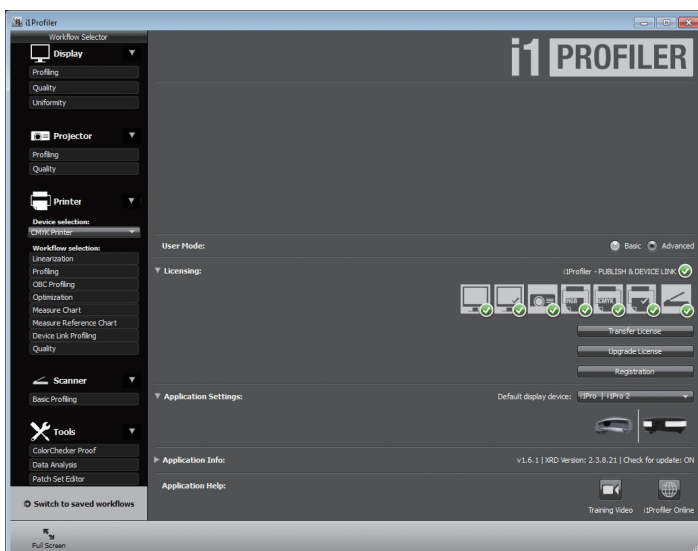 i1Profiler
Workflow Selector
Display
Profiling
Quality
Uniformity
Projector
Profiling
Quality
Printer
Device selection:
CMYK Printer
Workflow selection:
Linearization
Profiling
OBC Profiling
Optimization
Measure Chart
Measure Reference Chart
Device Link Profiling
Quality
Scanner
Basic Profiling
Tools
ColorChecker Proof
Data Analysis
Patch Set Editor
Switch to saved workflows
Full Screen
i1 PROFILER
User Mode: Basic Advanced
Licensing: i1Profiler - PUBLISH & DEVICE LINK
RGB CMYK
Transfer License
Upgrade License
Registration
Application Settings: Default display device: i1Pro | i1Pro 2
Application Info: v1.6.1 | XRD Version: 2.3.8.21 | Check for update: ON
Application Help:
Training Video i1Profiler Online